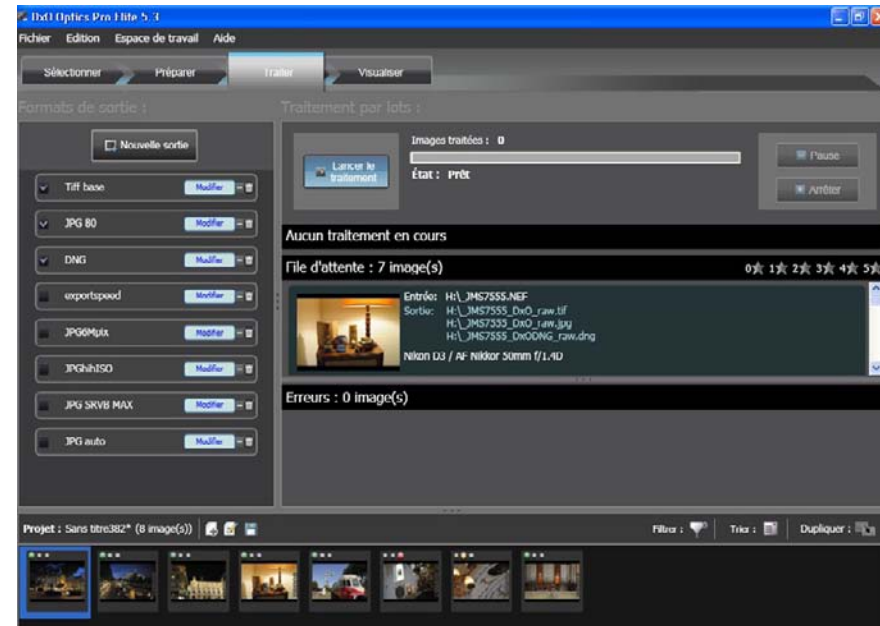 DxO Optics Pro Elite 5.3
Fichier Edition Espace de travail Aide
Sélectionner Préparer Traiter Visualiser
Formats de sortie :
Traitement par lots :
Nouvelle sortie
Tiff base Modifier
JPG 80 Modifier
DNG Modifier
exportspeed Modifier
JPG6Mpix Modifier
JPGhihISO Modifier
JPG SRVB MAX Modifier
JPG auto Modifier
Lancer le traitement
Images traitées : 0
État : Prêt
Pause
Arrêter
Aucun traitement en cours
File d'attente : 7 image(s)
0 1 2 3 4 5
Entrée: H:\_JMS7555.NEF
Sortie: H:\_JMS7555_DxO_raw.tif
H:\_JMS7555_DxO_raw.jpg
H:\_JMS7555_DxODNG_raw.dng
Nikon D3 / AF Nikkor 50mm f/1.4D
Erreurs : 0 image(s)
Projet : Sans titre382* (8 image(s))
Filtrer : Trier : Dupliquer :